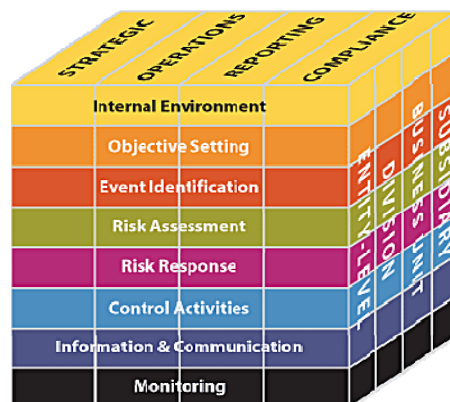 STRATEGIC
OPERATIONS
REPORTING
COMPLIANCE
Internal Environment
Objective Setting
Event Identification
Risk Assessment
Risk Response
Control Activities
Information & Communication
Monitoring
ENTITY-LEVEL
DIVISION
BUSINESS UNIT
SUBSIDIARY